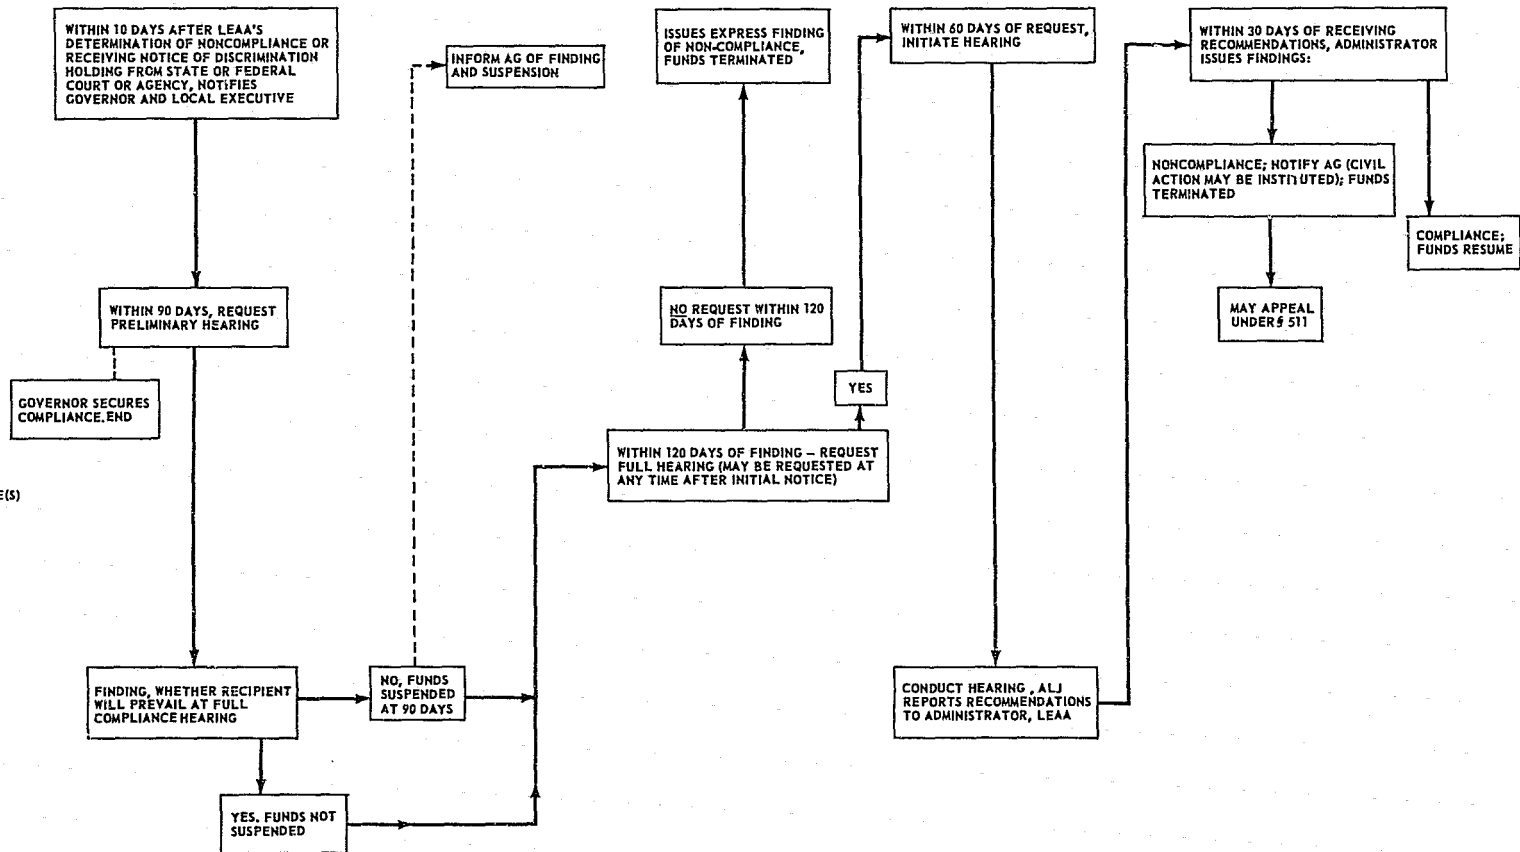 WITHIN 10 DAYS AFTER LEAA'S
DETERMINATION OF NONCOMPLIANCE OR
RECEIVING NOTICE OF DISCRIMINATION
HOLDING FROM STATE OR FEDERAL
COURT OR AGENCY, NOTIFIES
GOVERNOR AND LOCAL EXECUTIVE
INFORM AG OF FINDING
AND SUSPENSION
ISSUES EXPRESS FINDING
OF NON-COMPLIANCE,
FUNDS TERMINATED
WITHIN 60 DAYS OF REQUEST,
INITIATE HEARING
WITHIN 30 DAYS OF RECEIVING
RECOMMENDATIONS, ADMINISTRATOR
ISSUES FINDINGS:
NONCOMPLIANCE; NOTIFY AG (CIVIL
ACTION MAY BE INSTITUTED); FUNDS
TERMINATED
COMPLIANCE;
FUNDS RESUME
MAY APPEAL
UNDER § 511
WITHIN 90 DAYS, REQUEST
PRELIMINARY HEARING
NO REQUEST WITHIN 120
DAYS OF FINDING
GOVERNOR SECURES
COMPLIANCE.END
YES
WITHIN 120 DAYS OF FINDING – REQUEST
FULL HEARING (MAY BE REQUESTED AT
ANY TIME AFTER INITIAL NOTICE)
E(S)
FINDING, WHETHER RECIPIENT
WILL PREVAIL AT FULL
COMPLIANCE HEARING
NO, FUNDS
SUSPENDED
AT 90 DAYS
CONDUCT HEARING , ALJ
REPORTS RECOMMENDATIONS
TO ADMINISTRATOR, LEAA
YES. FUNDS NOT
SUSPENDED